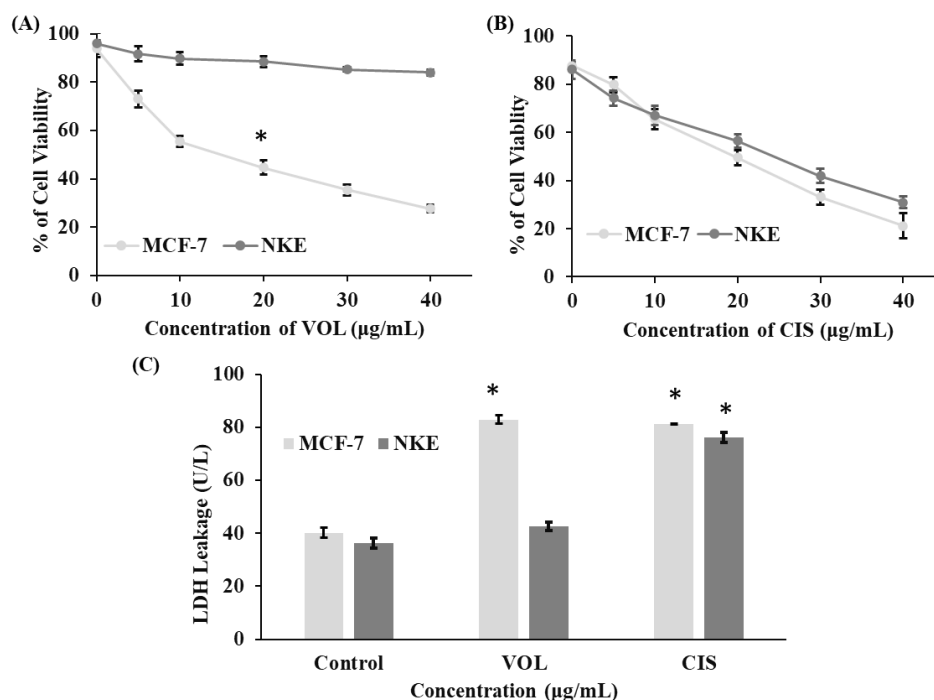 (A)
100
80
60
40
20
0
% of Cell Viability
*
MCF-7 NKE
0 10 20 30 40
Concentration of VOL (µg/mL)
(B)
100
80
60
40
20
0
% of Cell Viablity
MCF-7 NKE
0 10 20 30 40
Concentration of CIS (µg/mL)
(C)
100
80
60
40
20
0
LDH Leakage (U/L)
MCF-7 NKE
* * *
Control VOL CIS
Concentration (µg/mL)